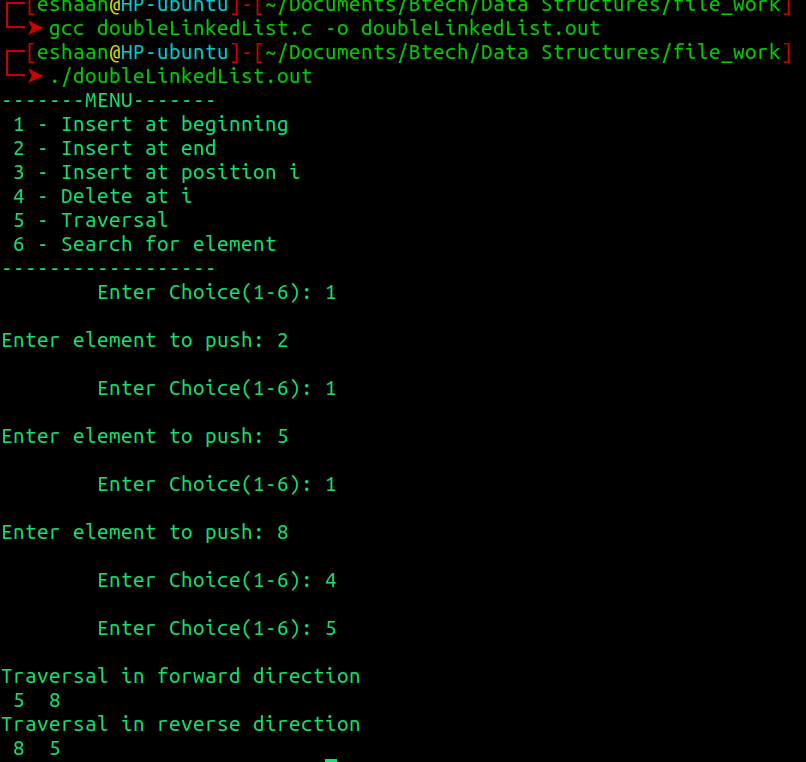 [eshaan@HP-ubuntu]-[~/Documents/Btech/Data Structures/file_work]
➤ gcc doubleLinkedList.c -o doubleLinkedList.out
[eshaan@HP-ubuntu]-[~/Documents/Btech/Data Structures/file_work]
➤ ./doubleLinkedList.out
-------MENU-------
1 - Insert at beginning
2 - Insert at end
3 - Insert at position i
4 - Delete at i
5 - Traversal
6 - Search for element
------------------
Enter Choice(1-6): 1
Enter element to push: 2
Enter Choice(1-6): 1
Enter element to push: 5
Enter Choice(1-6): 1
Enter element to push: 8
Enter Choice(1-6): 4
Enter Choice(1-6): 5
Traversal in forward direction
5 8
Traversal in reverse direction
8 5